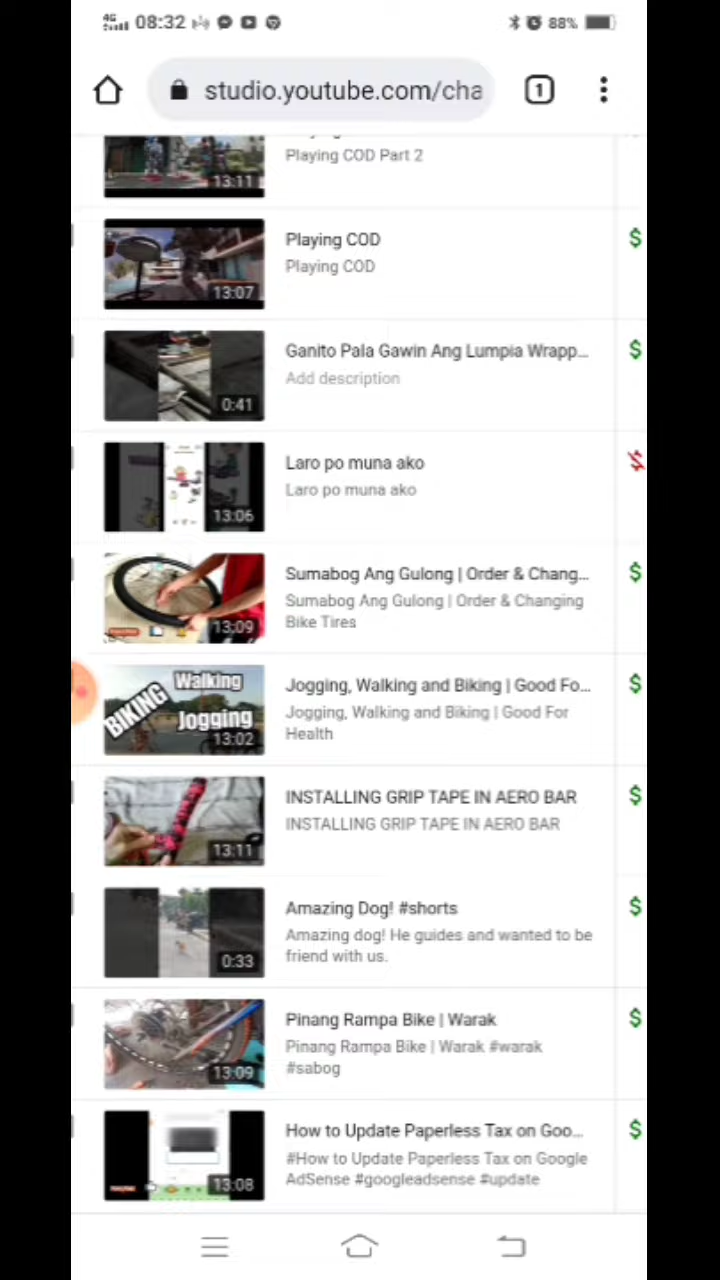 4G 08:32 88%
studio.youtube.com/cha 1
Playing COD Part 2
13:11
Playing COD
Playing COD
13:07
Ganito Pala Gawin Ang Lumpia Wrapp...
Add description
0:41
Laro po muna ako
Laro po muna ako
13:06
Sumabog Ang Gulong | Order & Chang...
Sumabog Ang Gulong | Order & Changing
Bike Tires
13:09
BIKING Walking
Jogging
13:02
Jogging, Walking and Biking | Good Fo...
Jogging, Walking and Biking | Good For
Health
INSTALLING GRIP TAPE IN AERO BAR
INSTALLING GRIP TAPE IN AERO BAR
13:11
Amazing Dog! #shorts
Amazing dog! He guides and wanted to be
friend with us.
0:33
Pinang Rampa Bike | Warak
Pinang Rampa Bike | Warak #warak
#sabog
13:09
How to Update Paperless Tax on Goo...
#How to Update Paperless Tax on Google
AdSense #googleadsense #update
13:08